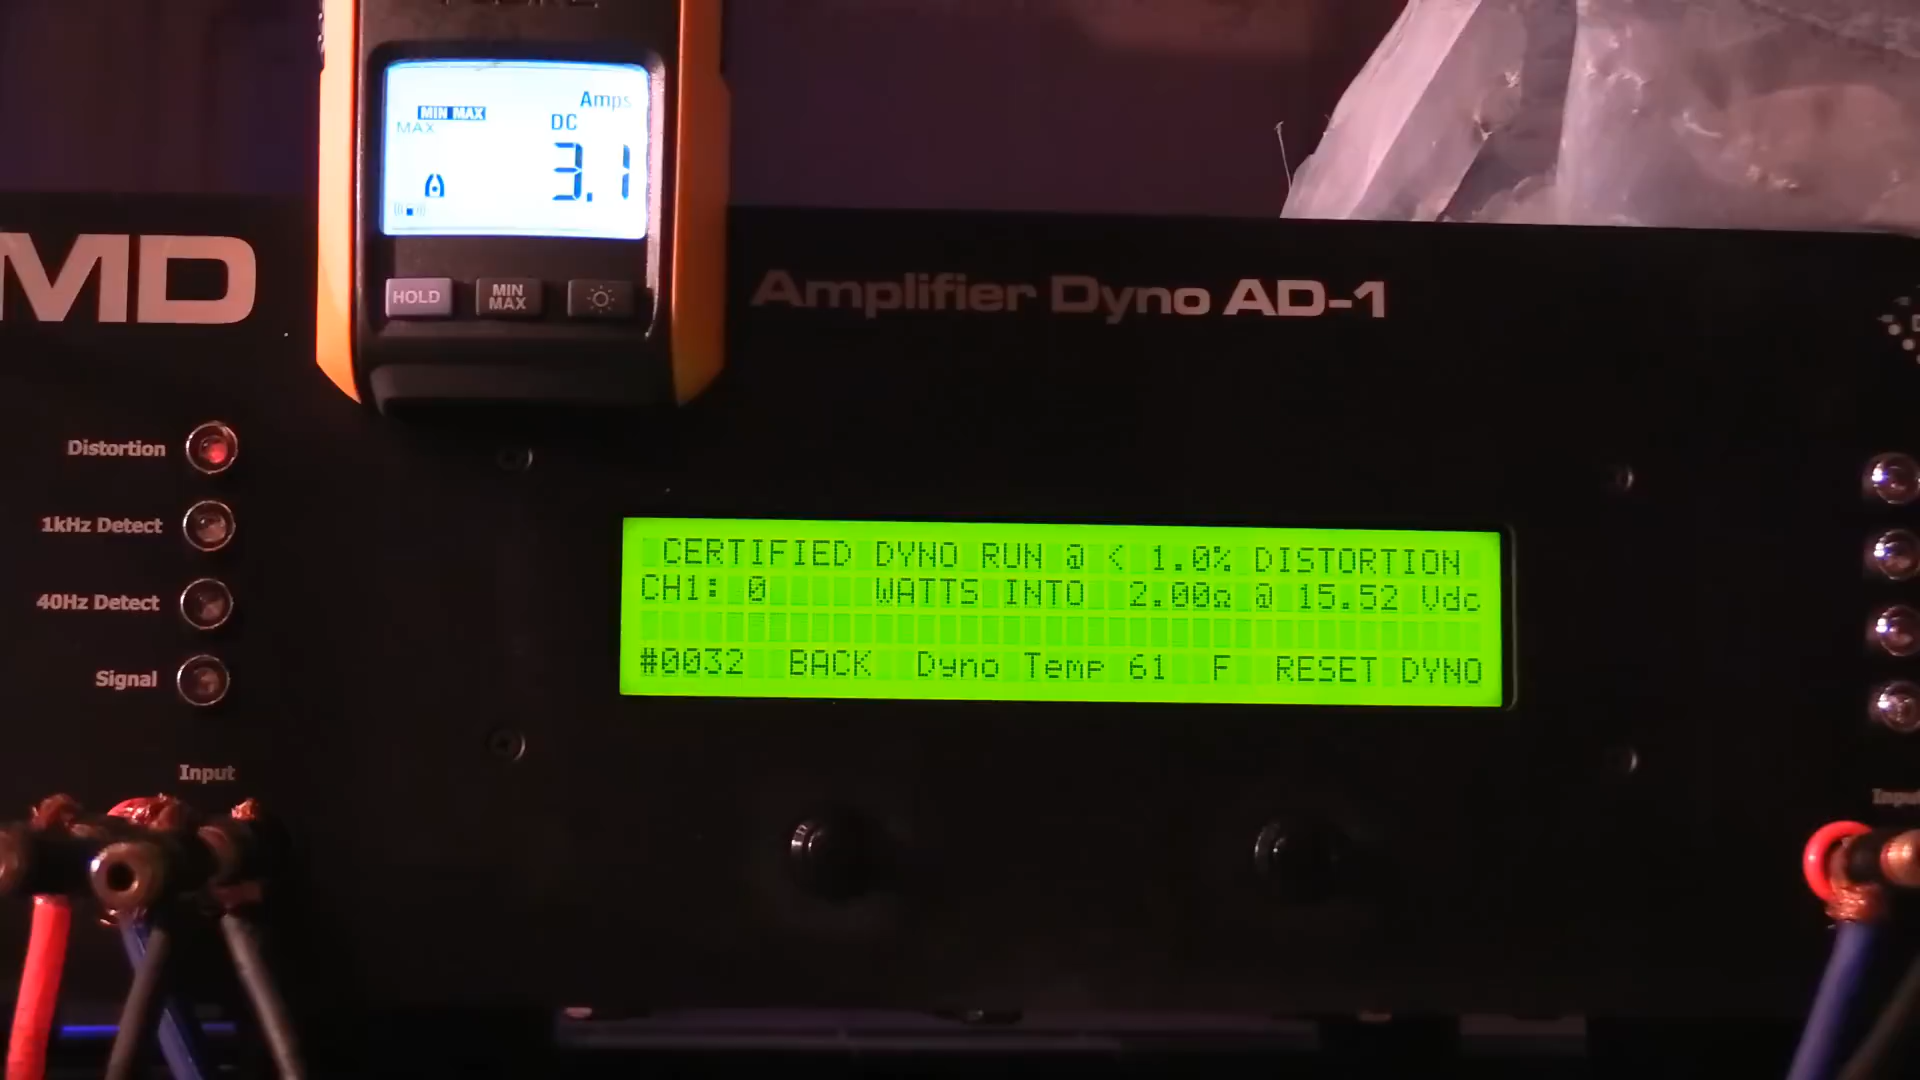 Amps
MIN MAX
MAX
DC
3.1
HOLD
MIN
MAX
MD
Amplifier Dyno AD-1
Distortion
1kHz Detect
40Hz Detect
Signal
Input
CERTIFIED DYNO RUN @ < 1.0% DISTORTION
CH1: 0 WATTS INTO 2.00Ω @ 15.52 Vdc
#0032 BACK Dyno Temp 61 F RESET DYNO
Input